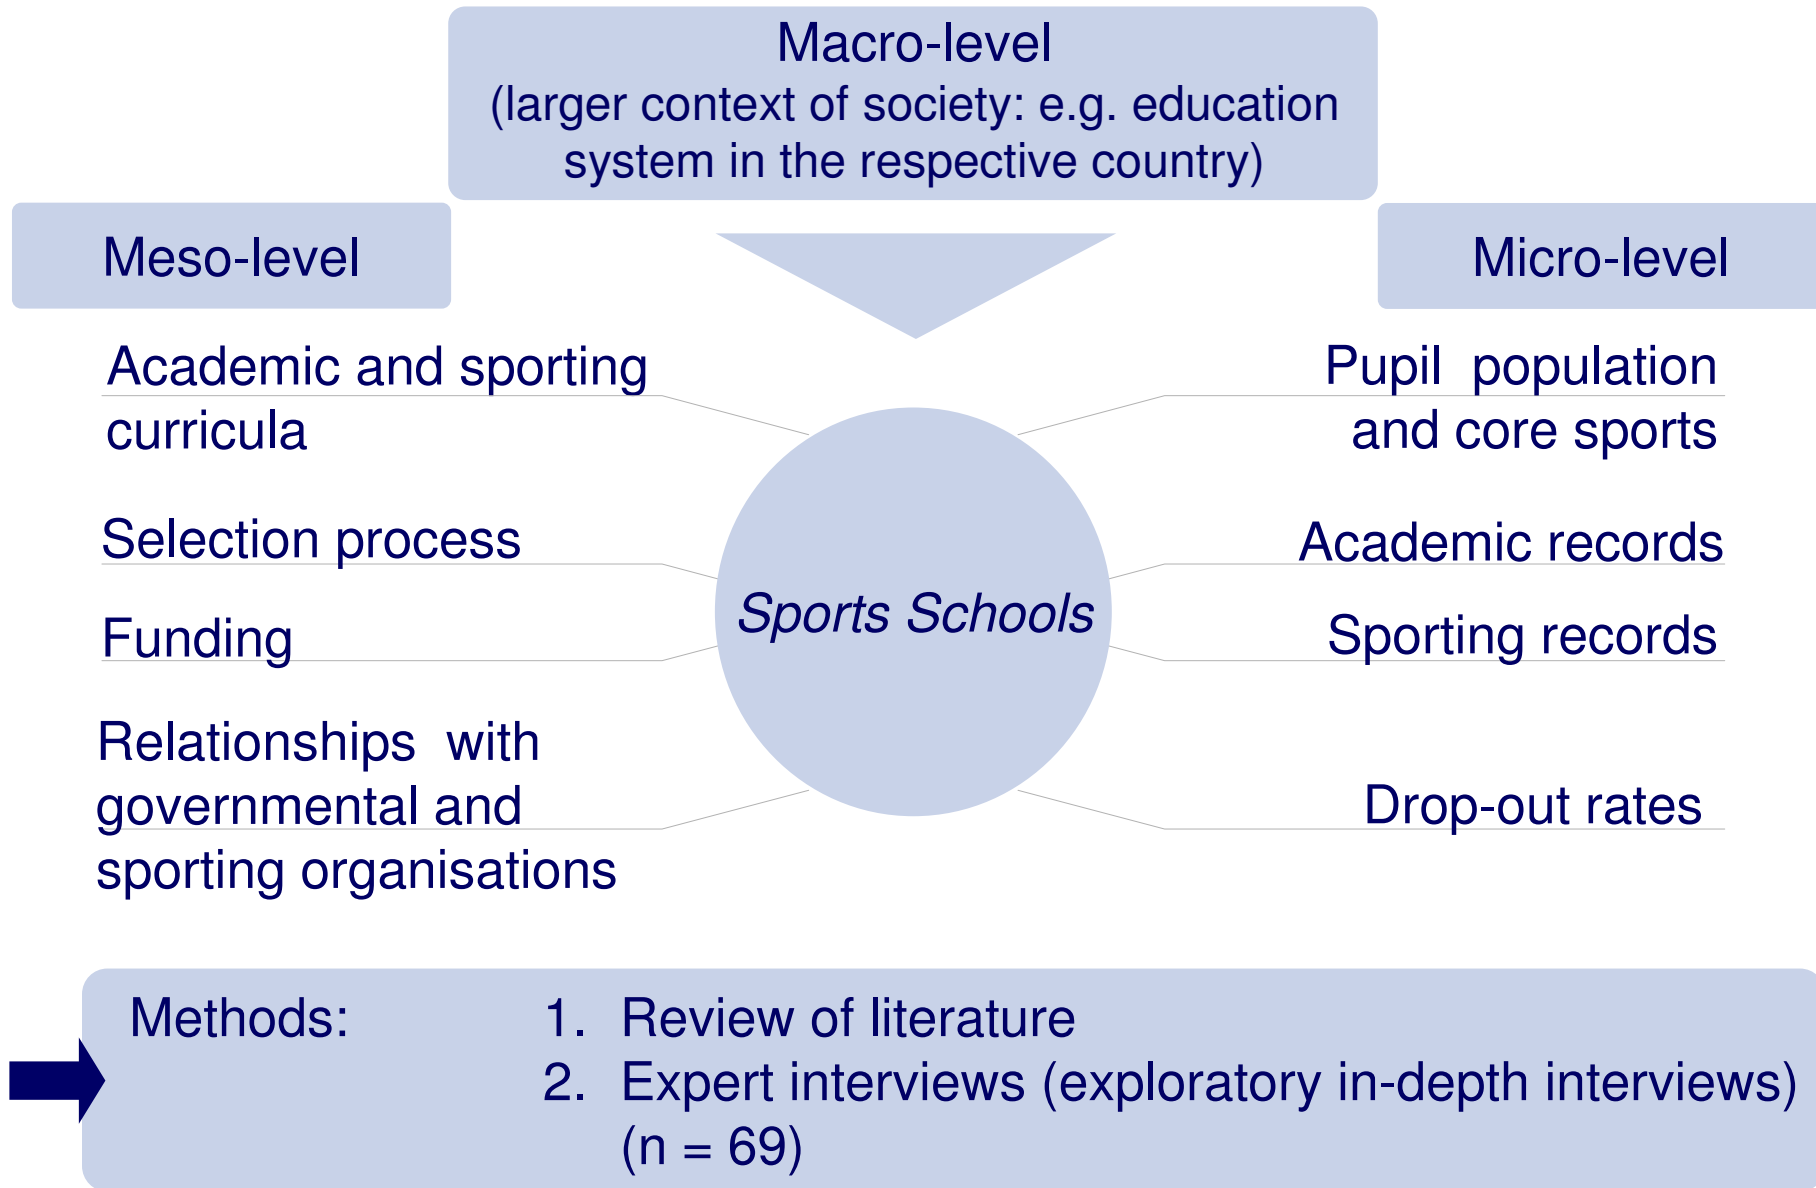 Macro-level
(larger context of society: e.g. education
system in the respective country)
Meso-level
Micro-level
Academic and sporting
curricula
Selection process
Funding
Relationships with
governmental and
sporting organisations
Sports Schools
Pupil population
and core sports
Academic records
Sporting records
Drop-out rates
Methods:
1. Review of literature
2. Expert interviews (exploratory in-depth interviews)
(n = 69)